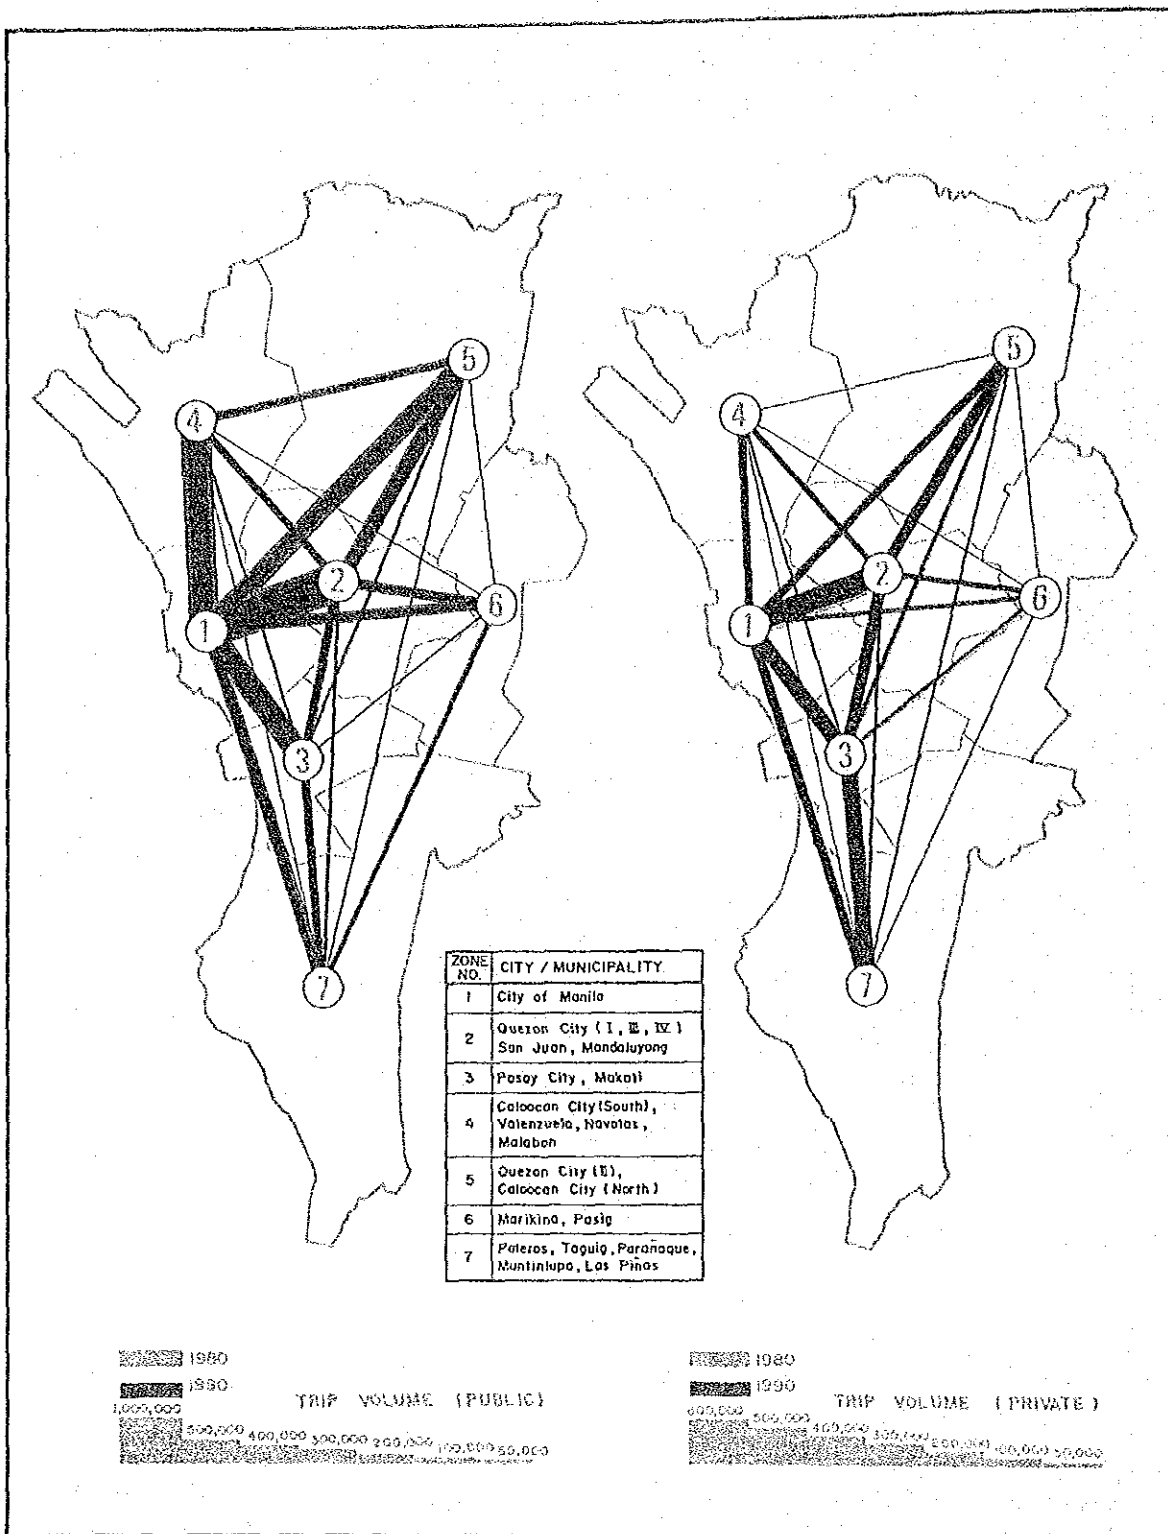 5
4
2
6
1
3
7
5
4
2
6
1
3
7
ZONE NO. CITY / MUNICIPALITY
1 City of Manila
2 Quezon City (I, III, IV)
San Juan, Mandaluyong
3 Pasay City, Makati
4 Caloocan City (South),
Valenzuela, Navotas,
Malabon
5 Quezon City (II),
Caloocan City (North)
6 Marikina, Pasig
7 Pateros, Taguig, Parañaque,
Muntinlupa, Las Piñas
1980
1990
TRIP VOLUME (PUBLIC)
1,000,000
500,000 400,000 300,000 200,000 100,000 50,000
1980
1990
TRIP VOLUME (PRIVATE)
600,000 500,000 400,000 300,000 200,000 100,000 50,000